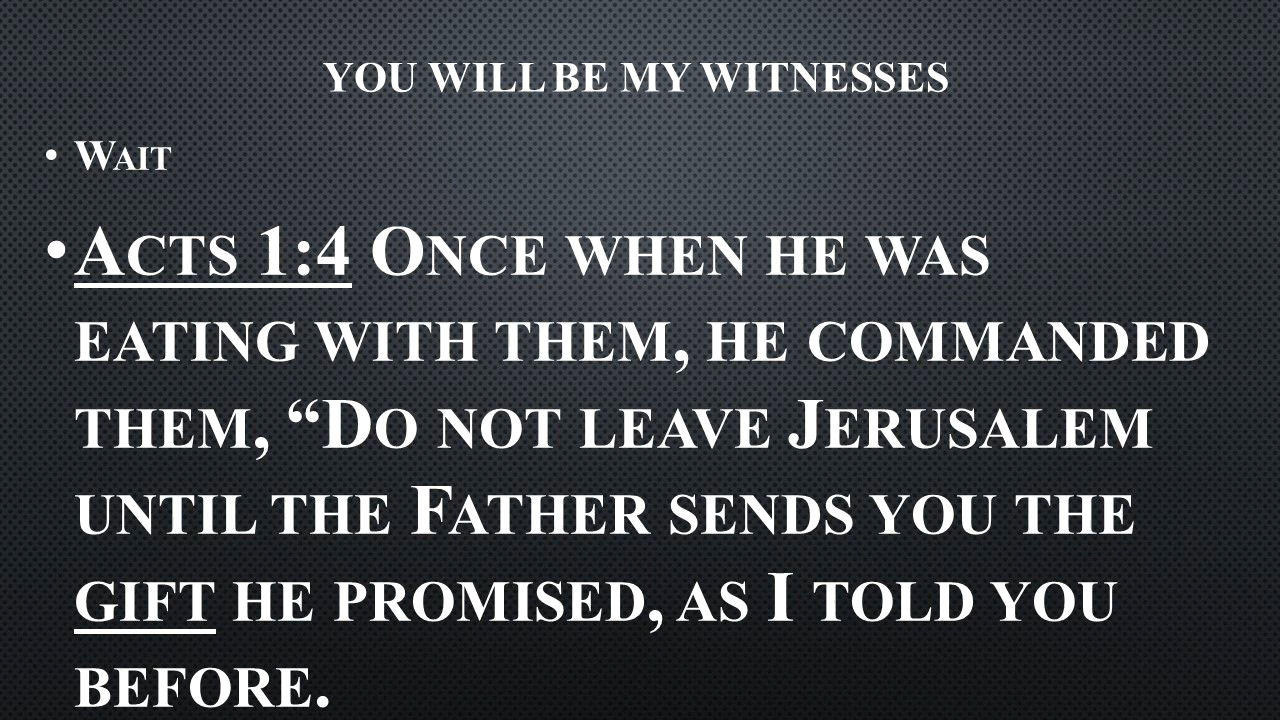 YOU WILL BE MY WITNESSES
• WAIT
• ACTS 1:4 ONCE WHEN HE WAS
EATING WITH THEM, HE COMMANDED
THEM, “DO NOT LEAVE JERUSALEM
UNTIL THE FATHER SENDS YOU THE
GIFT HE PROMISED, AS I TOLD YOU
BEFORE.